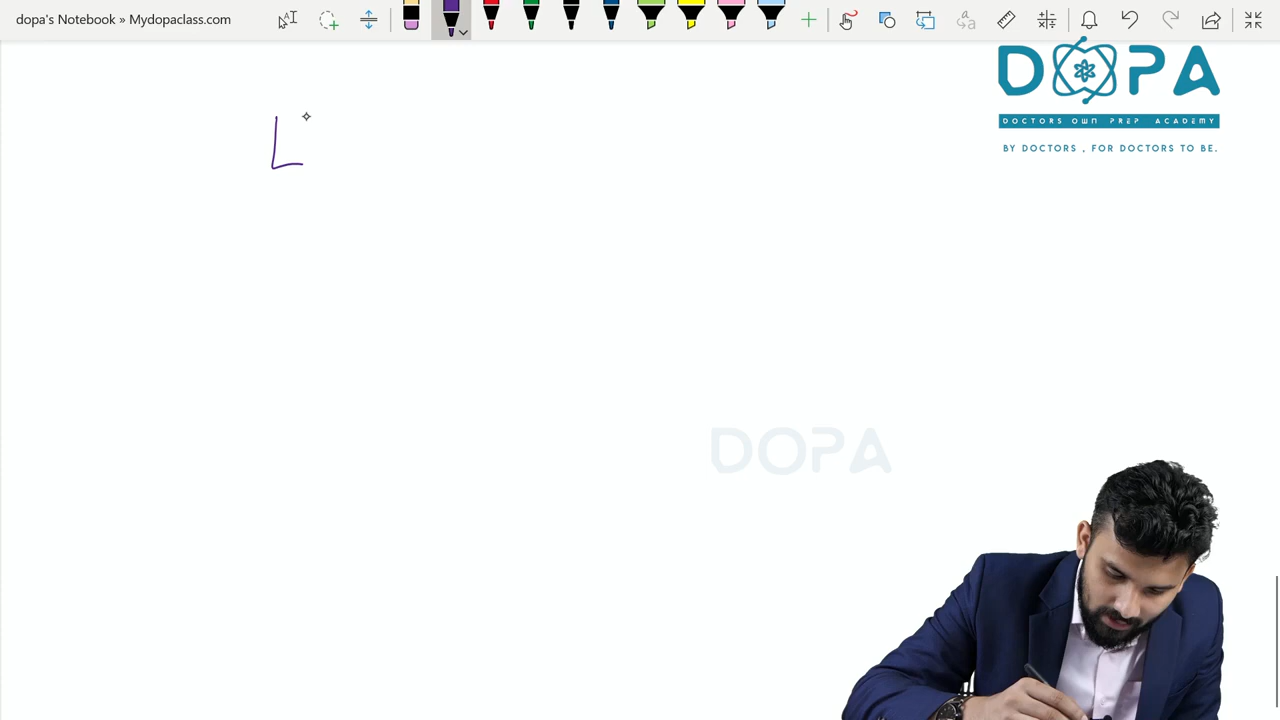 dopa's Notebook » Mydopaclass.com
DOPA
DOCTORS OWN PREP ACADEMY
BY DOCTORS , FOR DOCTORS TO BE.
L
DOPA